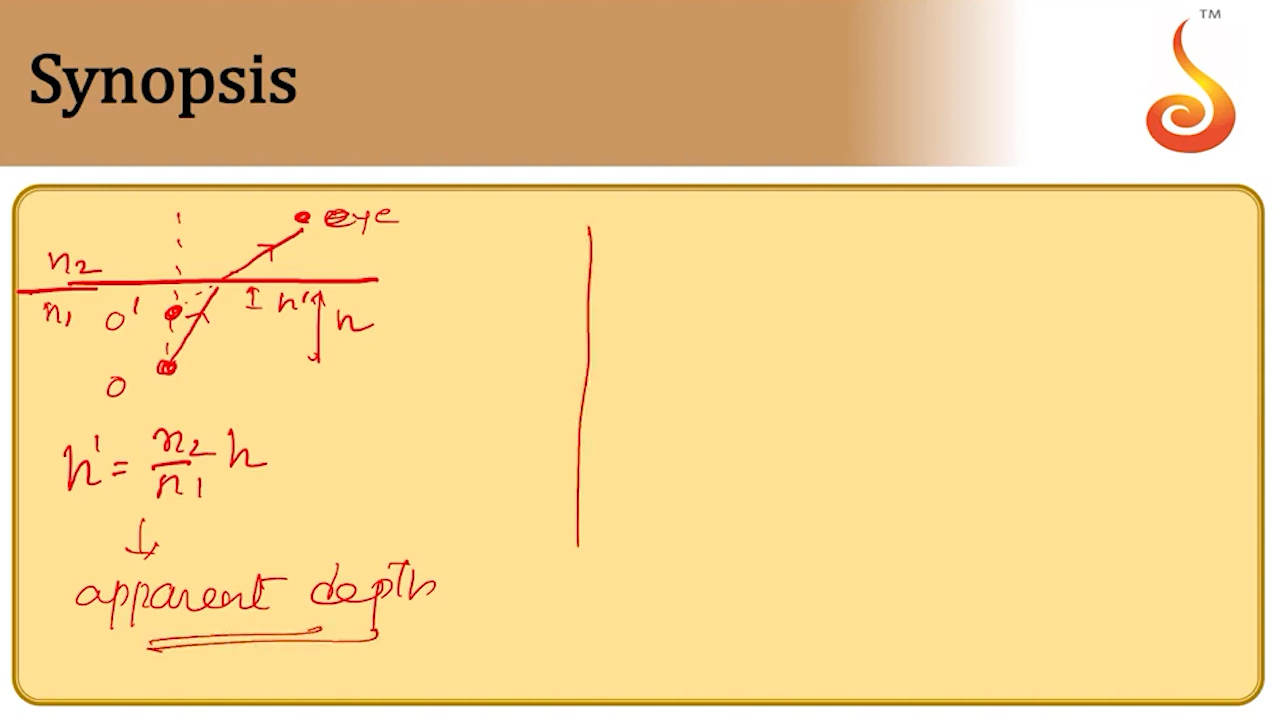 TM
Synopsis
eye
n2
n1
O'
h'
h
O
h' = n2/n1 h
↓
apparent depth